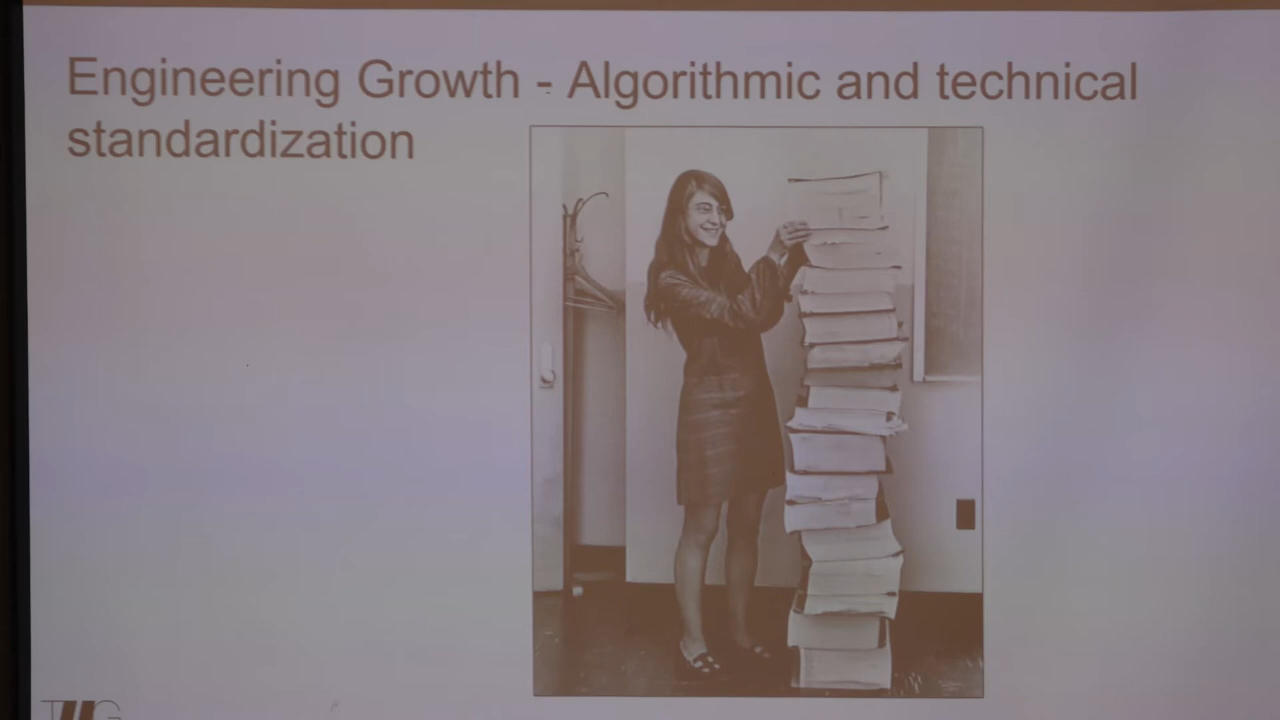 Engineering Growth - Algorithmic and technical
standardization